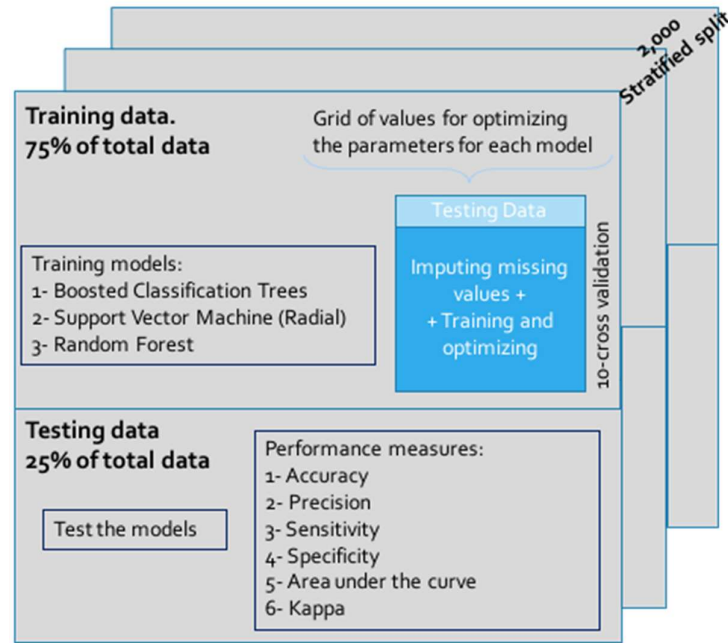 2,000
Stratified split
Training data.
75% of total data
Grid of values for optimizing
the parameters for each model
Testing Data
Imputing missing
values +
+ Training and
optimizing
10-cross validation
Training models:
1- Boosted Classification Trees
2- Support Vector Machine (Radial)
3- Random Forest
Testing data
25% of total data
Test the models
Performance measures:
1- Accuracy
2- Precision
3- Sensitivity
4- Specificity
5- Area under the curve
6- Kappa